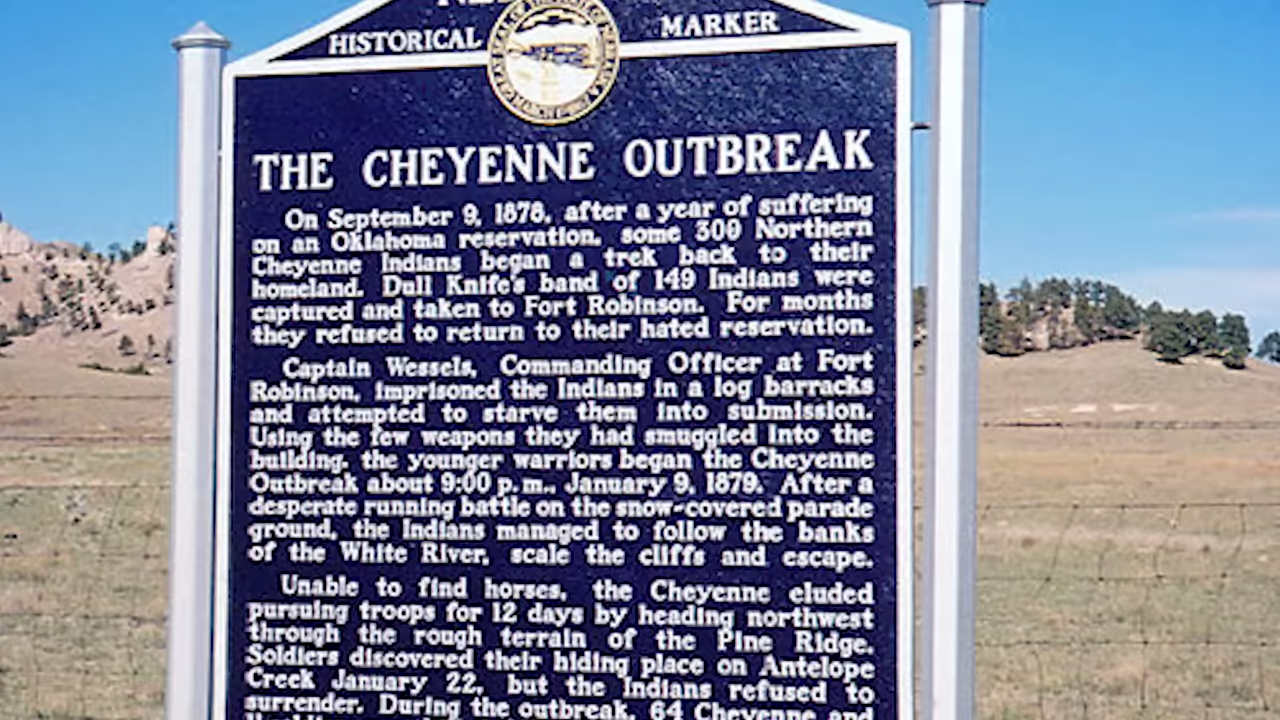 HISTORICAL MARKER
THE CHEYENNE OUTBREAK
On September 9, 1878, after a year of suffering
on an Oklahoma reservation, some 300 Northern
Cheyenne Indians began a trek back to their
homeland. Dull Knife's band of 149 Indians were
captured and taken to Fort Robinson. For months
they refused to return to their hated reservation.
Captain Wessels, Commanding Officer at Fort
Robinson, imprisoned the Indians in a log barracks
and attempted to starve them into submission.
Using the few weapons they had smuggled into the
building, the younger warriors began the Cheyenne
Outbreak about 9:00 p.m., January 9, 1879. After a
desperate running battle on the snow-covered parade
ground, the Indians managed to follow the banks
of the White River, scale the cliffs and escape.
Unable to find horses, the Cheyenne eluded
pursuing troops for 12 days by heading northwest
through the rough terrain of the Pine Ridge.
Soldiers discovered their hiding place on Antelope
Creek January 22, but the Indians refused to
surrender. During the outbreak, 64 Cheyenne and